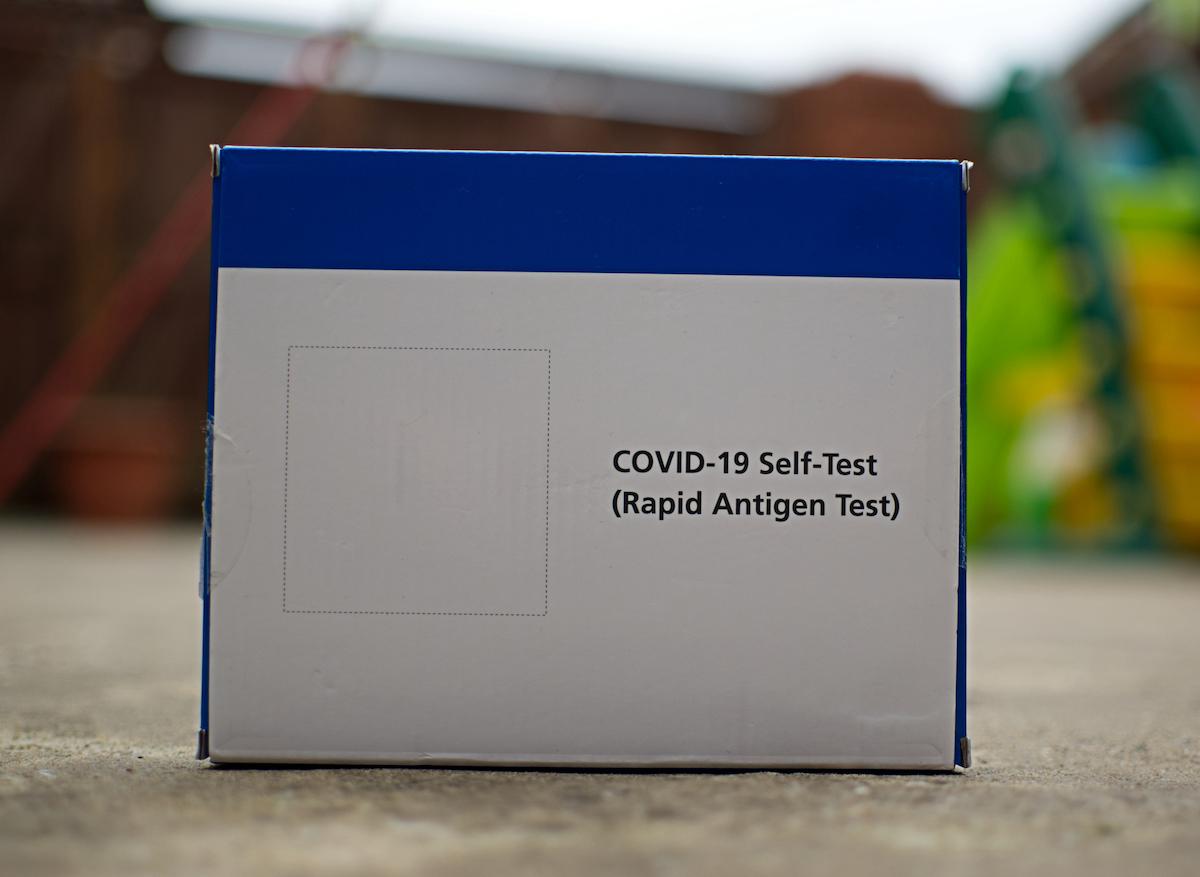 COVID-19 Self-Test
(Rapid Antigen Test)